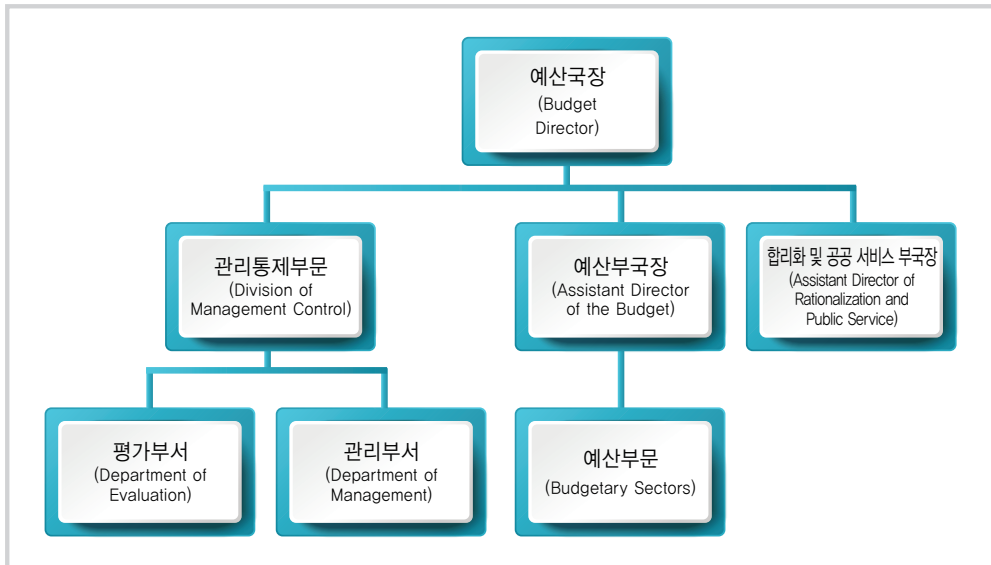 예산국장
(Budget
Director)
관리통제부문
(Division of
Management Control)
예산부국장
(Assistant Director
of the Budget)
합리화 및 공공 서비스 부국장
(Assistant Director of
Rationalization and
Public Service)
평가부서
(Department of
Evaluation)
관리부서
(Department of
Management)
예산부문
(Budgetary Sectors)